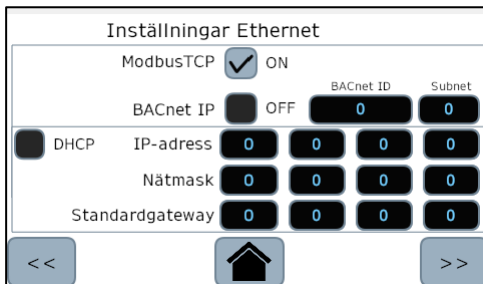 Inställningar Ethernet
ModbusTCP ON
BACnet ID Subnet
BACnet IP OFF 0 0
DHCP IP-adress 0 0 0 0
Nätmask 0 0 0 0
Standardgateway 0 0 0 0
<< >>